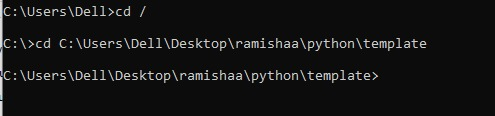 C:\Users\Dell>cd /
C:\>cd C:\Users\Dell\Desktop\ramishaa\python\template
C:\Users\Dell\Desktop\ramishaa\python\template>